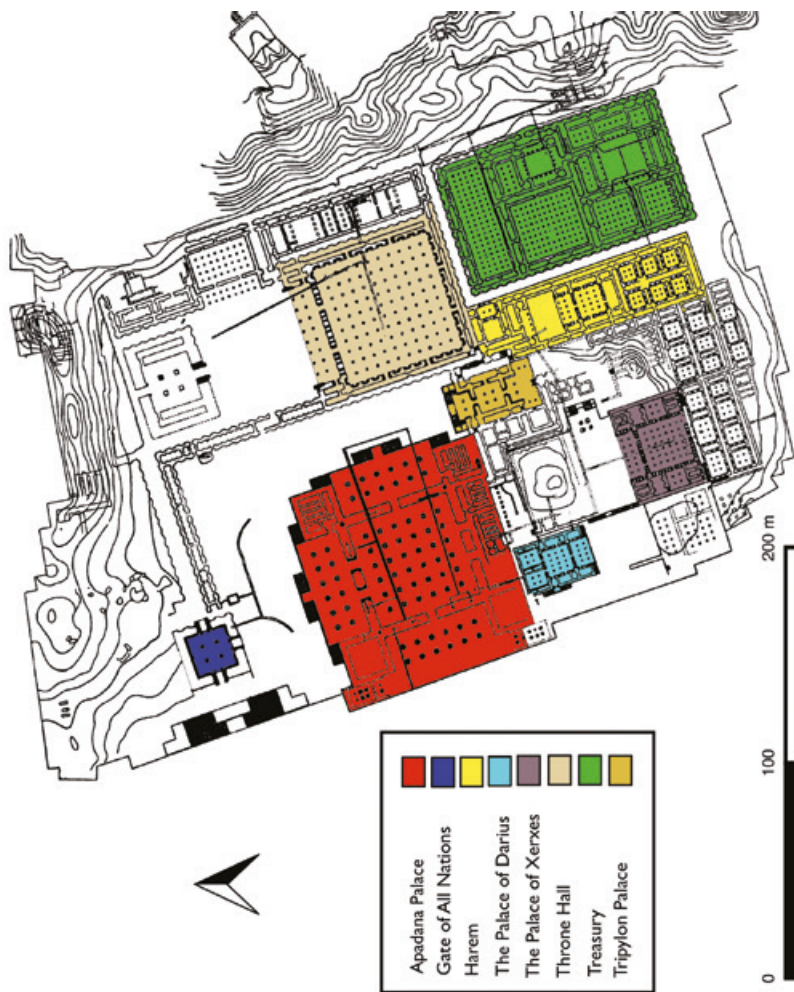 Apadana Palace
Gate of All Nations
Harem
The Palace of Darius
The Palace of Xerxes
Throne Hall
Treasury
Tripylon Palace
0
100
200 m